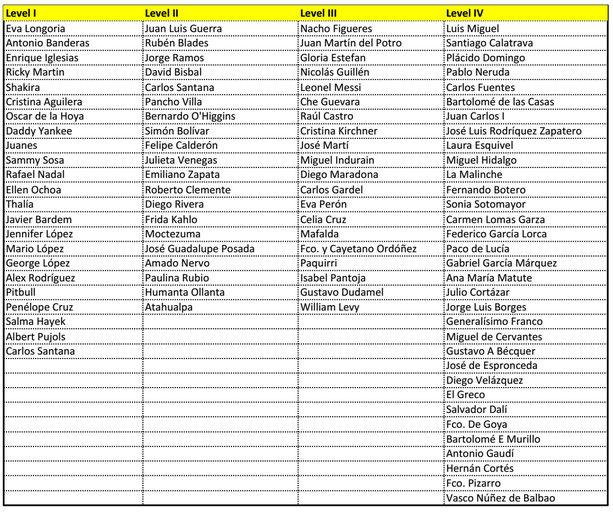 Level I Level II Level III Level IV
Eva Longoria Juan Luis Guerra Nacho Figueres Luis Miguel
Antonio Banderas Rubén Blades Juan Martín del Potro Santiago Calatrava
Enrique Iglesias Jorge Ramos Gloria Estefan Plácido Domingo
Ricky Martin David Bisbal Nicolás Guillén Pablo Neruda
Shakira Carlos Santana Leonel Messi Carlos Fuentes
Cristina Aguilera Pancho Villa Che Guevara Bartolomé de las Casas
Oscar de la Hoya Bernardo O'Higgins Raúl Castro Juan Carlos I
Daddy Yankee Simón Bolívar Cristina Kirchner José Luis Rodríquez Zapatero
Juanes Felipe Calderón José Martí Laura Esquivel
Sammy Sosa Julieta Venegas Miguel Indurain Miguel Hidalgo
Rafael Nadal Emiliano Zapata Diego Maradona La Malinche
Ellen Ochoa Roberto Clemente Carlos Gardel Fernando Botero
Thalía Diego Rivera Eva Perón Sonia Sotomayor
Javier Bardem Frida Kahlo Celia Cruz Carmen Lomas Garza
Jennifer López Moctezuma Mafalda Federico García Lorca
Mario López José Guadalupe Posada Fco. y Cayetano Ordóñez Paco de Lucía
George López Amado Nervo Paquirri Gabriel García Márquez
Alex Rodríguez Paulina Rubio Isabel Pantoja Ana María Matute
Pitbull Humanta Ollanta Gustavo Dudamel Julio Cortázar
Penélope Cruz Atahualpa William Levy Jorge Luis Borges
Salma Hayek Generalísimo Franco
Albert Pujols Miguel de Cervantes
Carlos Santana Gustavo A Bécquer
José de Espronceda
Diego Velázquez
El Greco
Salvador Dalí
Fco. De Goya
Bartolomé E Murillo
Antonio Gaudí
Hernán Cortés
Fco. Pizarro
Vasco Núñez de Balbao